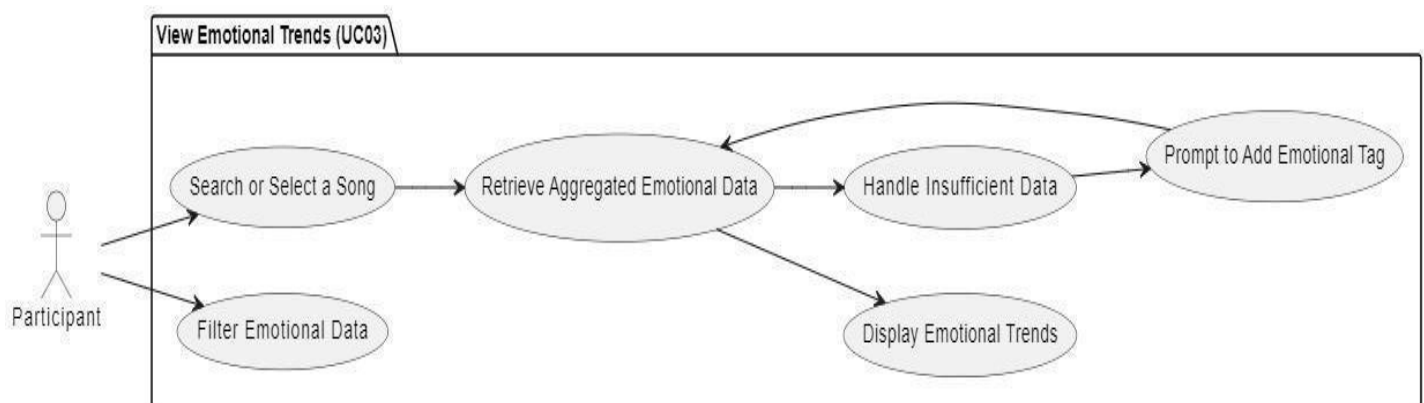 View Emotional Trends (UC03)
Prompt to Add Emotional Tag
Search or Select a Song
Retrieve Aggregated Emotional Data
Handle Insufficient Data
Participant
Filter Emotional Data
Display Emotional Trends